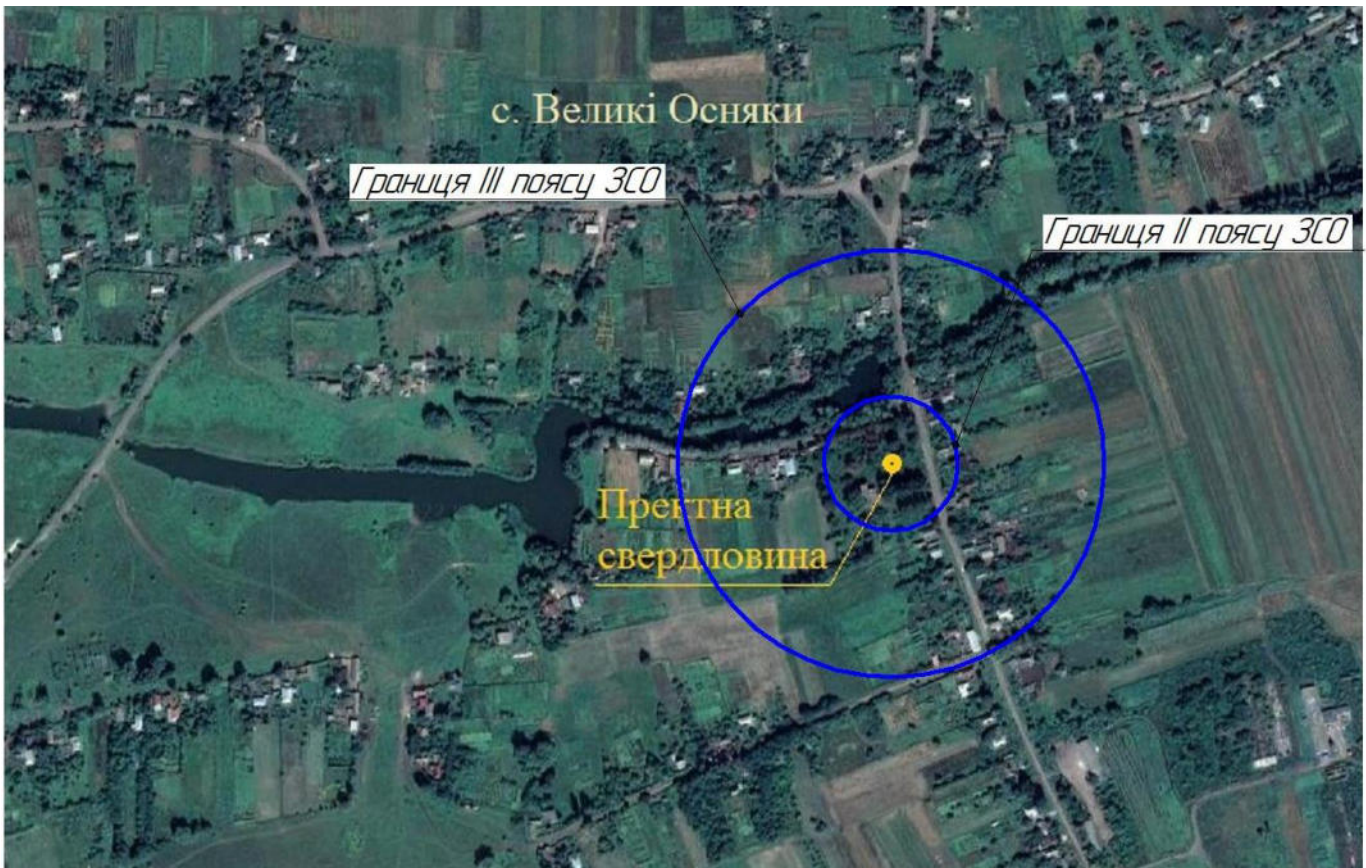 с. Великі Осняки
Границя III поясу ЗСО
Границя II поясу ЗСО
Пректна
свердловина